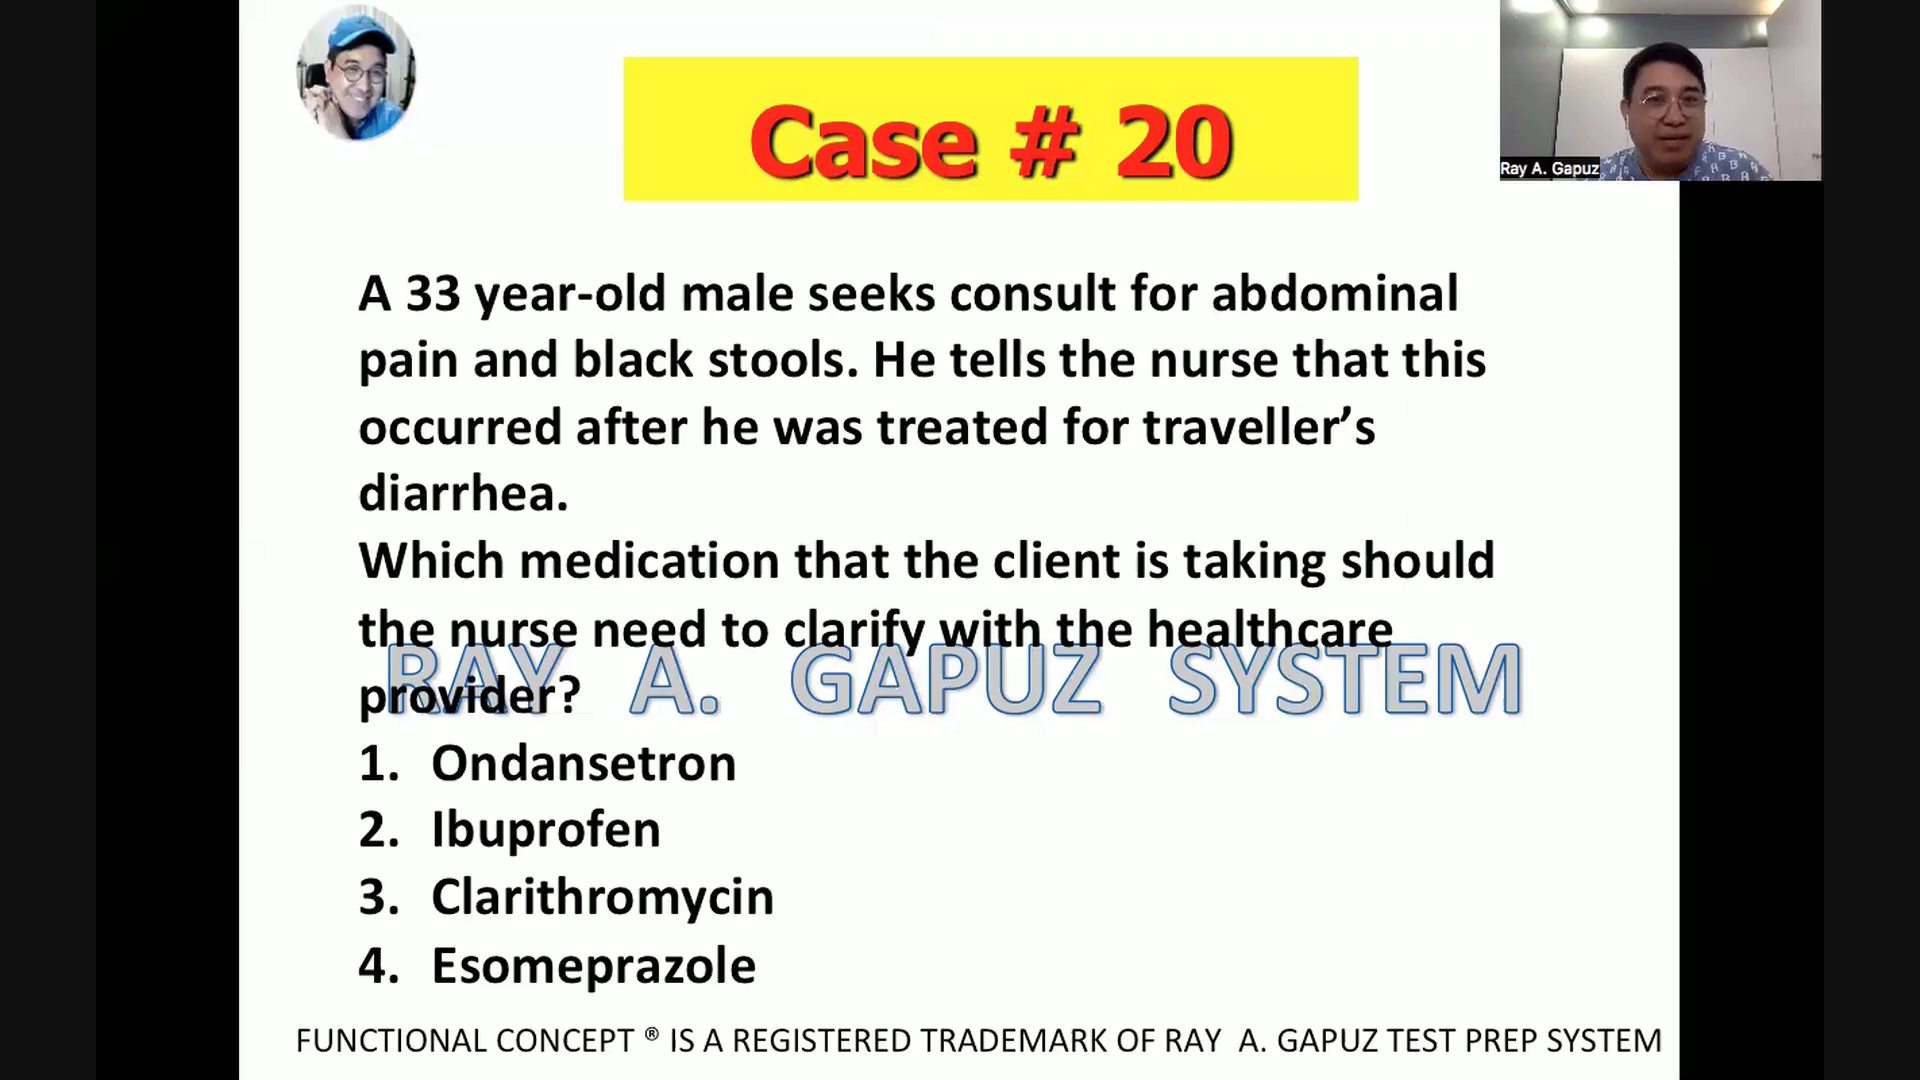 Case # 20
Ray A. Gapuz
A 33 year-old male seeks consult for abdominal
pain and black stools. He tells the nurse that this
occurred after he was treated for traveller’s
diarrhea.
Which medication that the client is taking should
the nurse need to clarify with the healthcare
provider?
RAY A. GAPUZ SYSTEM
1. Ondansetron
2. Ibuprofen
3. Clarithromycin
4. Esomeprazole
FUNCTIONAL CONCEPT ® IS A REGISTERED TRADEMARK OF RAY A. GAPUZ TEST PREP SYSTEM